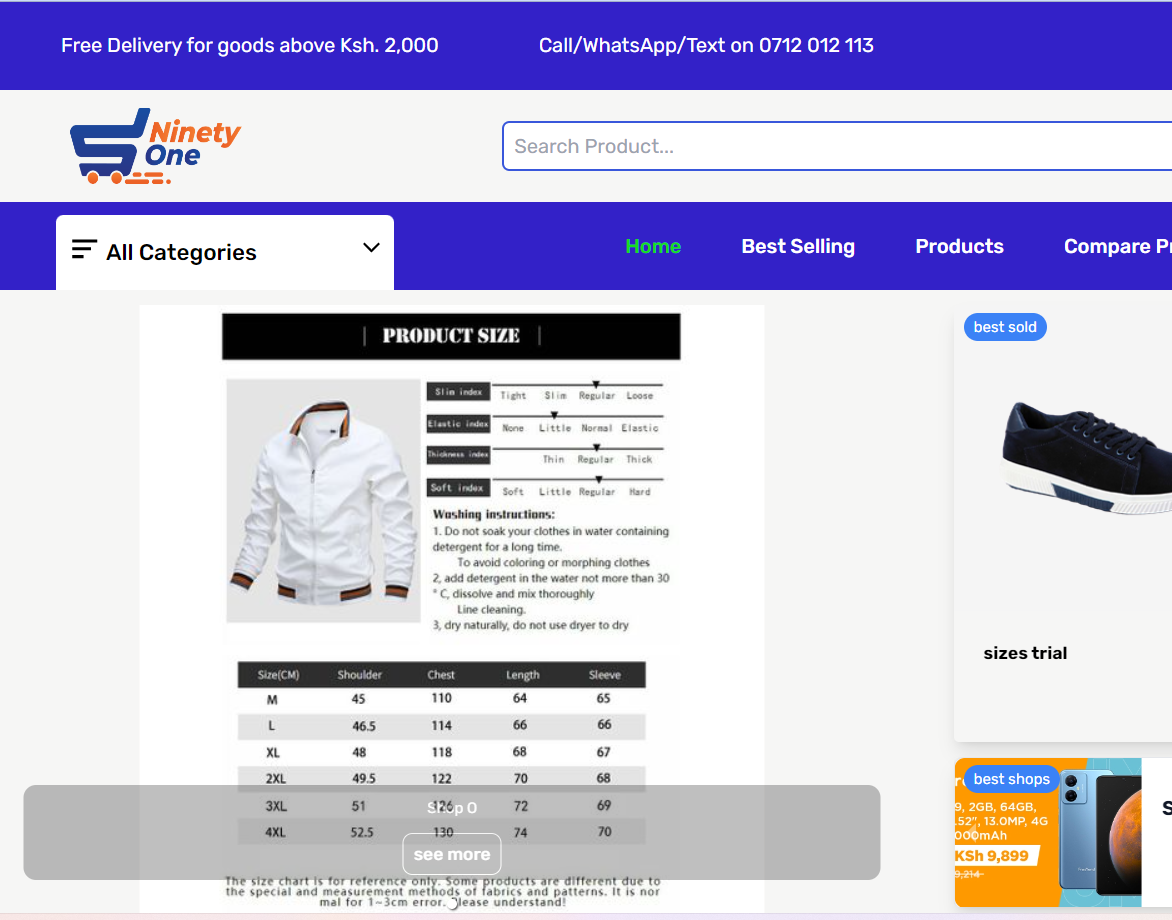 Free Delivery for goods above Ksh. 2,000
Call/WhatsApp/Text on 0712 012 113
Ninety
One
Search Product...
All Categories
Home
Best Selling
Products
Compare Pr
PRODUCT SIZE
Slim index Tight Slim Regular Loose
Elastic index None Little Normal Elastic
Thickness index Thin Regular Thick
Soft index Soft Little Regular Hard
Washing instructions:
1. Do not soak your clothes in water containing
detergent for a long time.
To avoid coloring or morphing clothes
2, add detergent in the water not more than 30
° C, dissolve and mix thoroughly
Line cleaning.
3, dry naturally, do not use dryer to dry
Size(CM) Shoulder Chest Length Sleeve
M 45 110 64 65
L 46.5 114 66 66
XL 48 118 68 67
2XL 49.5 122 70 68
3XL 51 126 72 69
4XL 52.5 130 74 70
Shop O
see more
The size chart is for reference only. Some products are different due to
the special and measurement methods of fabrics and patterns. It is nor
mal for 1~3cm error. Please understand!
best sold
sizes trial
best shops
9, 2GB, 64GB,
.52", 13.0MP, 4G
000mAh
KSh 9,899
9,214
S